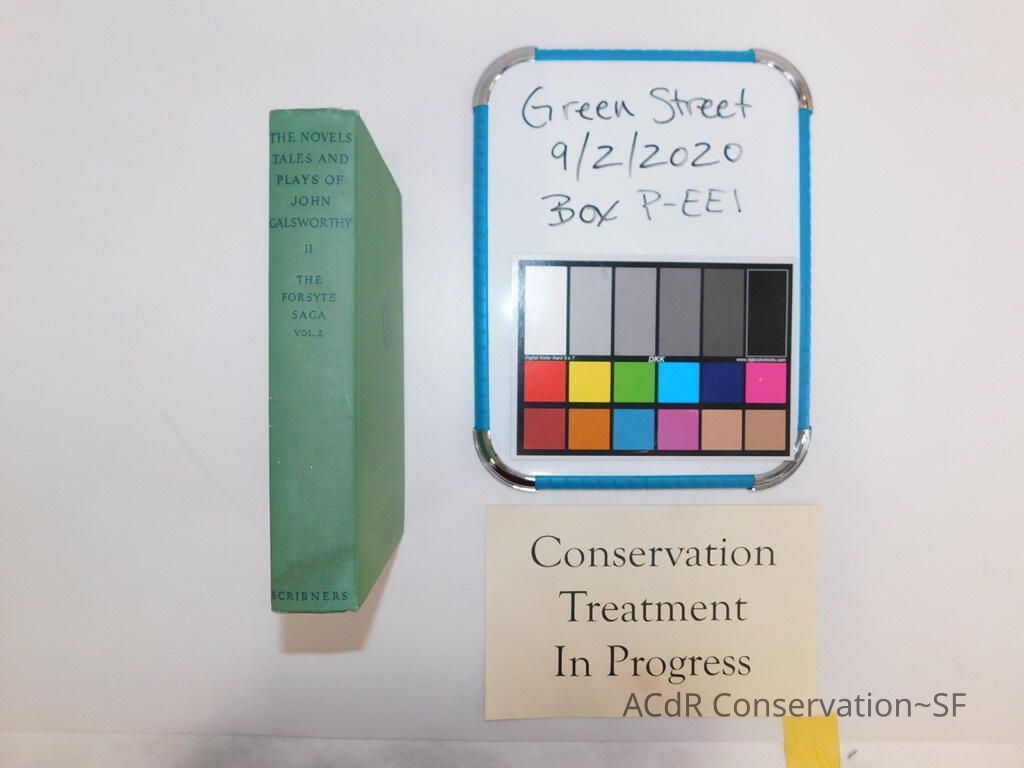 THE NOVELS
TALES AND
PLAYS OF
JOHN
GALSWORTHY
II
THE
FORSYTE
SAGA
VOL.2
SCRIBNERS
Green Street
9/2/2020
Box P-EE1
DKK
Conservation
Treatment
In Progress
ACdR Conservation~SF